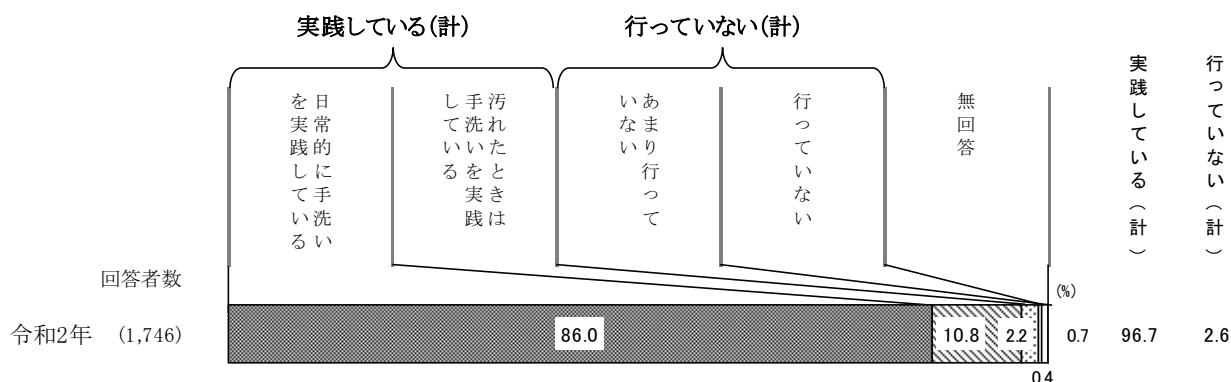 実践している(計)
行っていない(計)
日常的に手洗い
を実践している
汚れたときは
手洗いを実践
している
あまり行って
いない
行っていない
無回答
実践している(計)
行っていない(計)
回答者数
(%)
令和2年 (1,746) 86.0 10.8 2.2 0.7 96.7 2.6
0.4